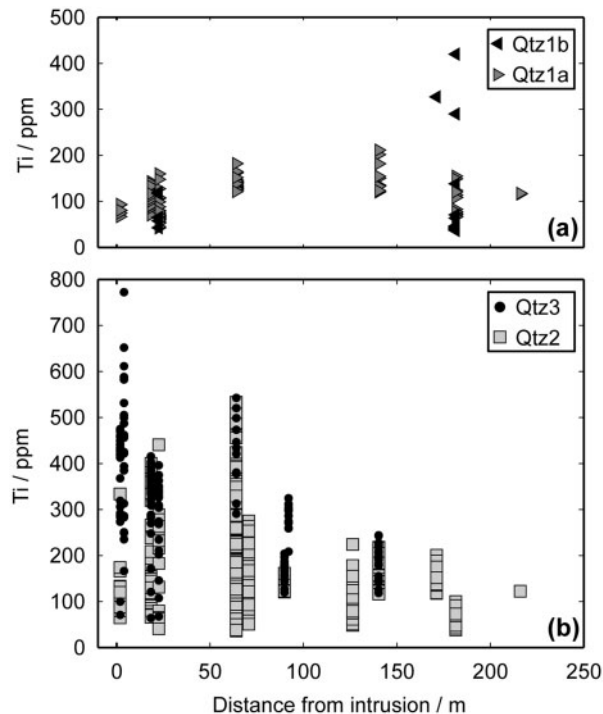 500
400
300
200
100
0
Ti / ppm
Qtz1b
Qtz1a
(a)
800
700
600
500
400
300
200
100
0
Ti / ppm
Qtz3
Qtz2
(b)
0 50 100 150 200 250
Distance from intrusion / m